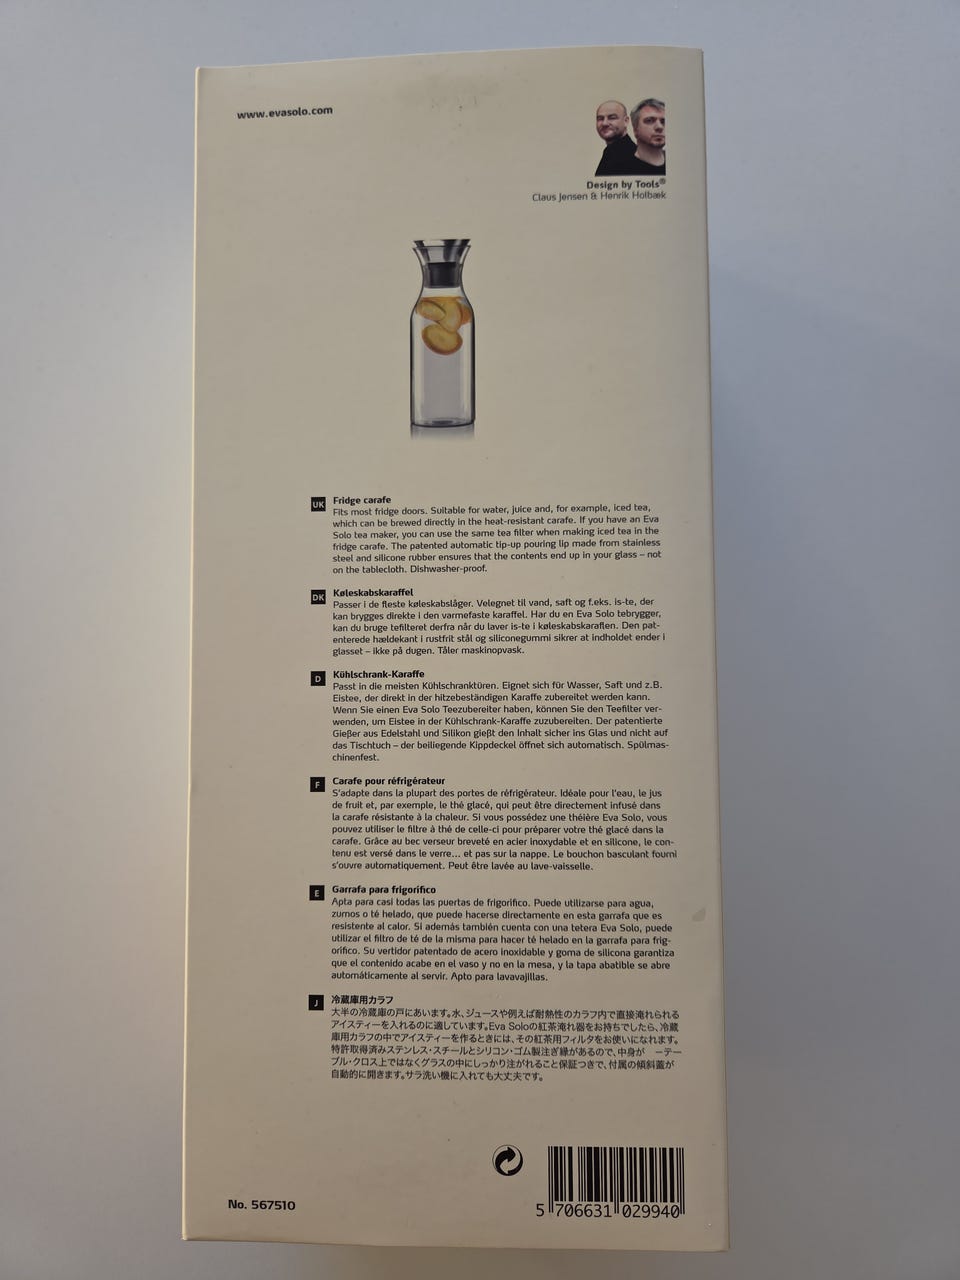 www.evasolo.com
Design by Tools®
Claus Jensen & Henrik Holbæk
UK
Fridge carafe
Fits most fridge doors. Suitable for water, juice and, for example, iced tea,
which can be brewed directly in the heat-resistant carafe. If you have an Eva
Solo tea maker, you can use the same tea filter when making iced tea in the
fridge carafe. The patented automatic tip-up pouring lip made from stainless
steel and silicone rubber ensures that the contents end up in your glass – not
on the tablecloth. Dishwasher-proof.
DK
Køleskabskaraffel
Passer i de fleste køleskabslåger. Velegnet til vand, saft og f.eks. is-te, der
kan brygges direkte i den varmefaste karaffel. Har du en Eva Solo tebrygger,
kan du bruge tefilteret derfra når du laver is-te i køleskabskaraflen. Den pat-
enterede hældekant i rustfrit stål og siliconegummi sikrer at indholdet ender i
glasset – ikke på dugen. Tåler maskinopvask.
D
Kühlschrank-Karaffe
Passt in die meisten Kühlschranktüren. Eignet sich für Wasser, Saft und z.B.
Eistee, der direkt in der hitzebeständigen Karaffe zubereitet werden kann.
Wenn Sie einen Eva Solo Teezubereiter haben, können Sie den Teefilter ver-
wenden, um Eistee in der Kühlschrank-Karaffe zuzubereiten. Der patentierte
Gießer aus Edelstahl und Silikon gießt den Inhalt sicher ins Glas und nicht auf
das Tischtuch – der beiliegende Kippdeckel öffnet sich automatisch. Spülmas-
chinenfest.
F
Carafe pour réfrigérateur
S'adapte dans la plupart des portes de réfrigérateur. Idéale pour l'eau, le jus
de fruit et, par exemple, le thé glacé, qui peut être directement infusé dans
la carafe résistante à la chaleur. Si vous possédez une théière Eva Solo, vous
pouvez utiliser le filtre à thé de celle-ci pour préparer votre thé glacé dans la
carafe. Grâce au bec verseur breveté en acier inoxydable et en silicone, le con-
tenu est versé dans le verre... et pas sur la nappe. Le bouchon basculant fourni
s'ouvre automatiquement. Peut être lavée au lave-vaisselle.
E
Garrafa para frigorífico
Apta para casi todas las puertas de frigorífico. Puede utilizarse para agua,
zumos o té helado, que puede hacerse directamente en esta garrafa que es
resistente al calor. Si además también cuenta con una tetera Eva Solo, puede
utilizar el filtro de té de la misma para hacer té helado en la garrafa para frig-
orífico. Su vertidor patentado de acero inoxidable y goma de silicona garantiza
que el contenido acabe en el vaso y no en la mesa, y la tapa abatible se abre
automáticamente al servir. Apto para lavavajillas.
J
冷蔵庫用カラフ
大半の冷蔵庫の戸にあいます。水、ジュースや例えば耐熱性のカラフ内で直接淹れられる
アイスティーを入れるのに適しています。Eva Soloの紅茶淹れ器をお持ちでしたら、冷蔵
庫用カラフの中でアイスティーを作るときには、その紅茶用フィルタをお使いになれます。
特許取得済みステンレス・スチールとシリコン・ゴム製注ぎ縁があるので、中身が ーテー
ブル・クロス上ではなくグラスの中にしっかり注がれること保証つきで、付属の傾斜蓋が
自動的に開きます。サラ洗い機に入れても大丈夫です。
No. 567510
5 706631 029940